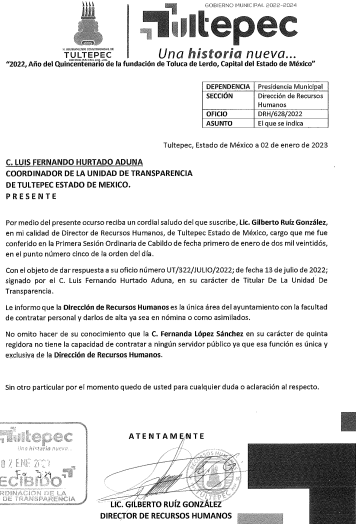 GOBIERNO MUNICIPAL 2022-2024
TULTEPEC
Tultepec
Una historia nueva...
"2022, Año del Quincentenario de la fundación de Toluca de Lerdo, Capital del Estado de México"
DEPENDENCIA Presidencia Municipal
SECCIÓN Dirección de Recursos
Humanos
OFICIO DRH/628/2022
ASUNTO El que se indica
Tultepec, Estado de México a 02 de enero de 2023
C. LUIS FERNANDO HURTADO ADUNA
COORDINADOR DE LA UNIDAD DE TRANSPARENCIA
DE TULTEPEC ESTADO DE MEXICO.
P R E S E N T E
Por medio del presente ocurso reciba un cordial saludo del que suscribe, Lic. Gilberto Ruíz González,
en mi calidad de Director de Recursos Humanos, de Tultepec Estado de México, cargo que me fue
conferido en la Primera Sesión Ordinaria de Cabildo de fecha primero de enero de dos mil veintidós,
en el punto número cinco de la orden del día.
Con el objeto de dar respuesta a su oficio número UT/322/JULIO/2022; de fecha 13 de julio de 2022;
signado por el C. Luis Fernando Hurtado Aduna, en su carácter de Titular De La Unidad De
Transparencia.
Le informo que la Dirección de Recursos Humanos es la única área del ayuntamiento con la facultad
de contratar personal y darlos de alta ya sea en nómina o como asimilados.
No omito hacer de su conocimiento que la C. Fernanda López Sánchez en su carácter de quinta
regidora no tiene la capacidad de contratar a ningún servidor público ya que esa función es única y
exclusiva de la Dirección de Recursos Humanos.
Sin otro particular por el momento quedo de usted para cualquier duda o aclaración al respecto.
Tultepec
Una historia nueva...
02 ENE
ECIBIDO
RDINACIÓN DE LA
DE TRANSPARENCIA
A T E N T A M E N T E
LIC. GILBERTO RUÍZ GONZÁLEZ
DIRECTOR DE RECURSOS HUMANOS